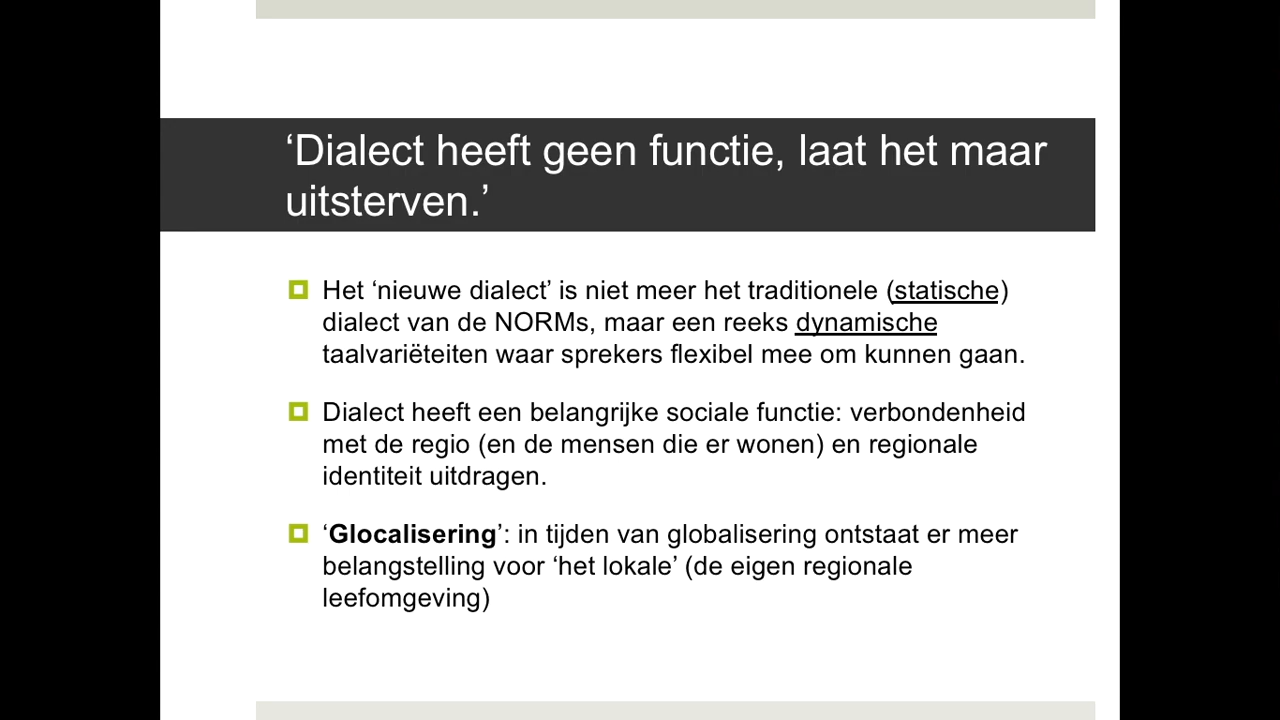 ‘Dialect heeft geen functie, laat het maar
uitsterven.’
Het ‘nieuwe dialect’ is niet meer het traditionele (statische)
dialect van de NORMs, maar een reeks dynamische
taalvariëteiten waar sprekers flexibel mee om kunnen gaan.
Dialect heeft een belangrijke sociale functie: verbondenheid
met de regio (en de mensen die er wonen) en regionale
identiteit uitdragen.
‘Glocalisering’: in tijden van globalisering ontstaat er meer
belangstelling voor ‘het lokale’ (de eigen regionale
leefomgeving)